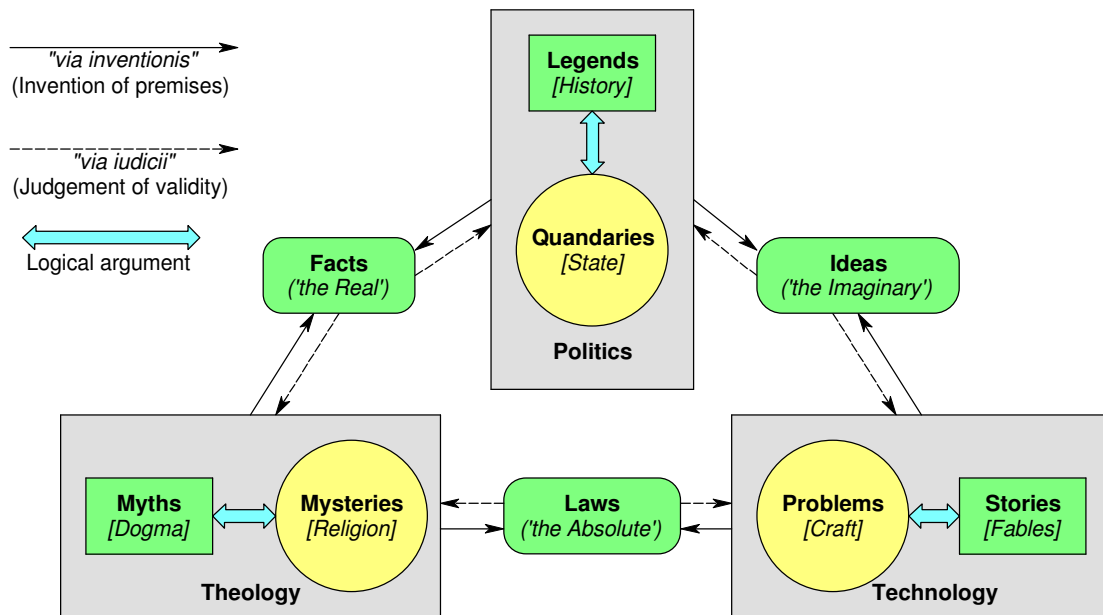 "via inventionis"
(Invention of premises)
"via iudicii"
(Judgement of validity)
Logical argument
Legends
[History]
Quandaries
[State]
Politics
Facts
('the Real')
Ideas
('the Imaginary')
Myths
[Dogma]
Mysteries
[Religion]
Theology
Laws
('the Absolute')
Problems
[Craft]
Stories
[Fables]
Technology